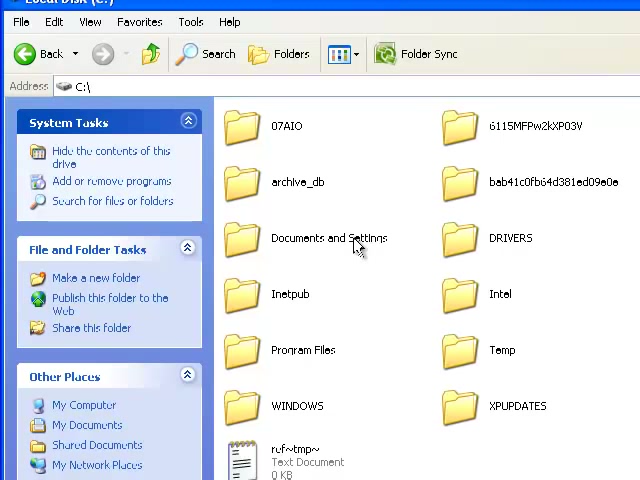 Local Disk (C:)
File Edit View Favorites Tools Help
Back Search Folders Folder Sync
Address C:\
System Tasks
Hide the contents of this
drive
Add or remove programs
Search for files or folders
File and Folder Tasks
Make a new folder
Publish this folder to the
Web
Share this folder
Other Places
My Computer
My Documents
Shared Documents
My Network Places
07AIO 6115MFPw2kXP03V
archive_db bab41c0fb64d381ed09e0e
Documents and Settings DRIVERS
Inetpub Intel
Program Files Temp
WINDOWS XPUPDATES
ref~tmp~
Text Document
0 KB